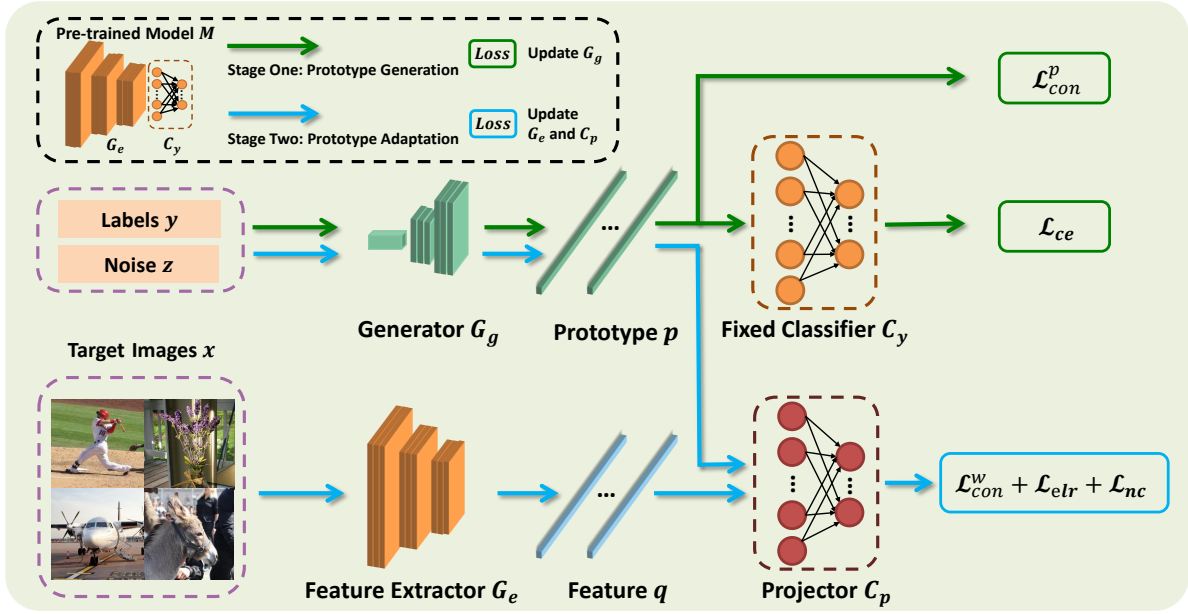 Pre-trained Model M
G_e
C_y
Stage One: Prototype Generation
Loss
Update G_g
Stage Two: Prototype Adaptation
Loss
Update
G_e and C_p
ℒ^p_con
Labels y
Noise z
...
...
...
ℒ_ce
Generator G_g
Prototype p
Fixed Classifier C_y
Target Images x
...
...
...
ℒ^w_con + ℒ_elr + ℒ_nc
Feature Extractor G_e
Feature q
Projector C_p